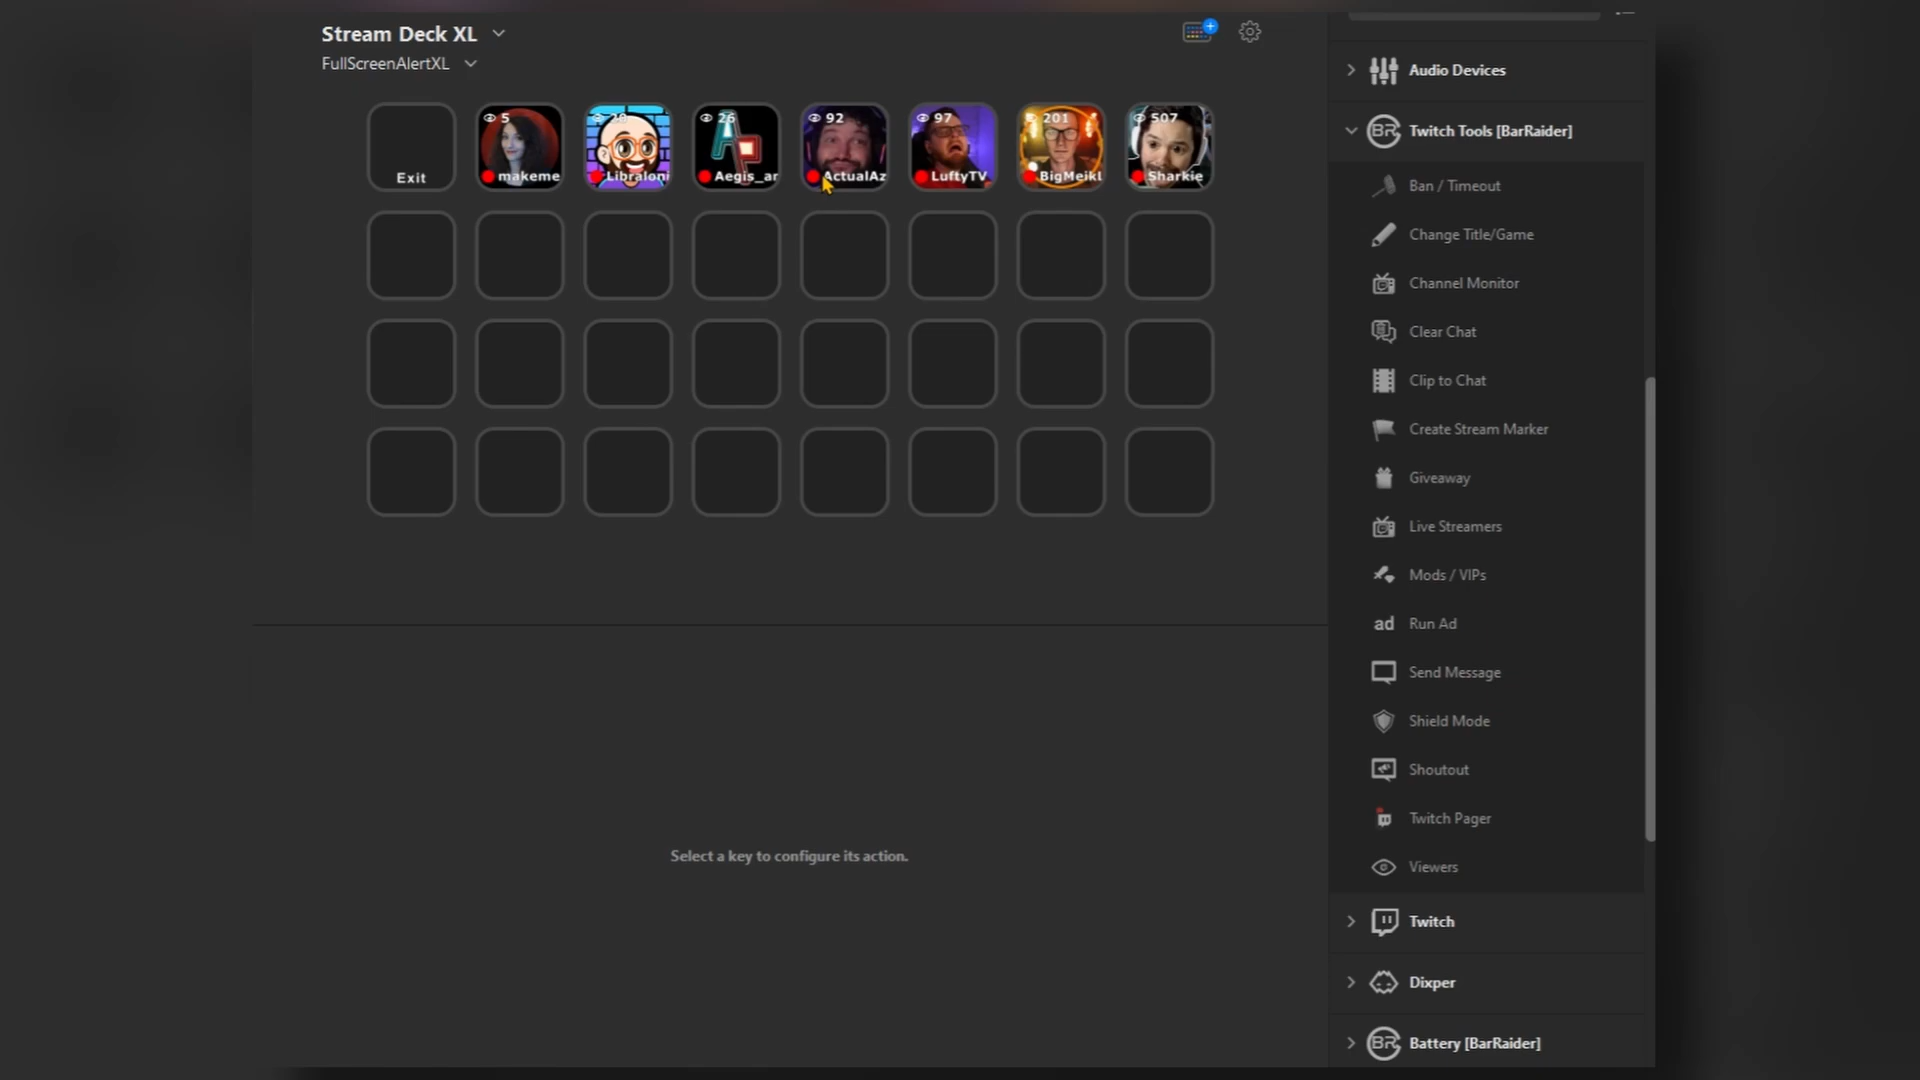 Stream Deck XL
FullScreenAlertXL
Exit
5
makeme
Libraloni
26
Aegis_ar
92
ActualAz
97
LuftyTV
201
BigMeikl
507
Sharkie
Select a key to configure its action.
Audio Devices
BR Twitch Tools [BarRaider]
Ban / Timeout
Change Title/Game
Channel Monitor
Clear Chat
Clip to Chat
Create Stream Marker
Giveaway
Live Streamers
Mods / VIPs
ad Run Ad
Send Message
Shield Mode
Shoutout
Twitch Pager
Viewers
Twitch
Dixper
BR Battery [BarRaider]